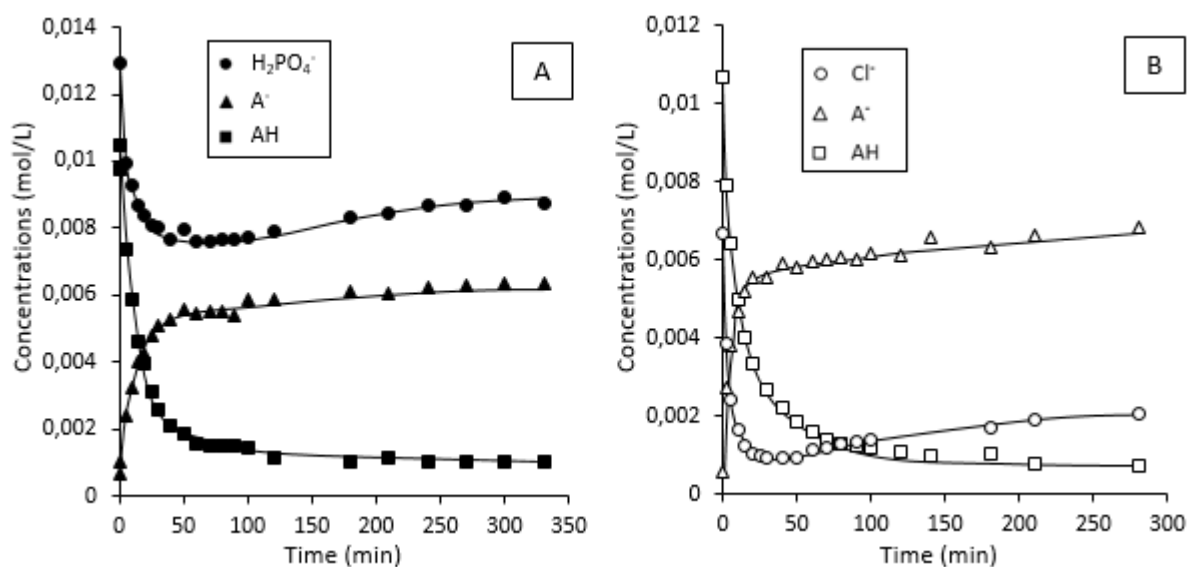 A
H₂PO₄⁻
A⁻
AH
0,014
0,012
0,01
0,008
0,006
0,004
0,002
0
Concentrations (mol/L)
0 50 100 150 200 250 300 350
Time (min)
B
Cl⁻
A⁻
AH
0,012
0,01
0,008
0,006
0,004
0,002
0
Concentrations (mol/L)
0 50 100 150 200 250 300
Time (min)